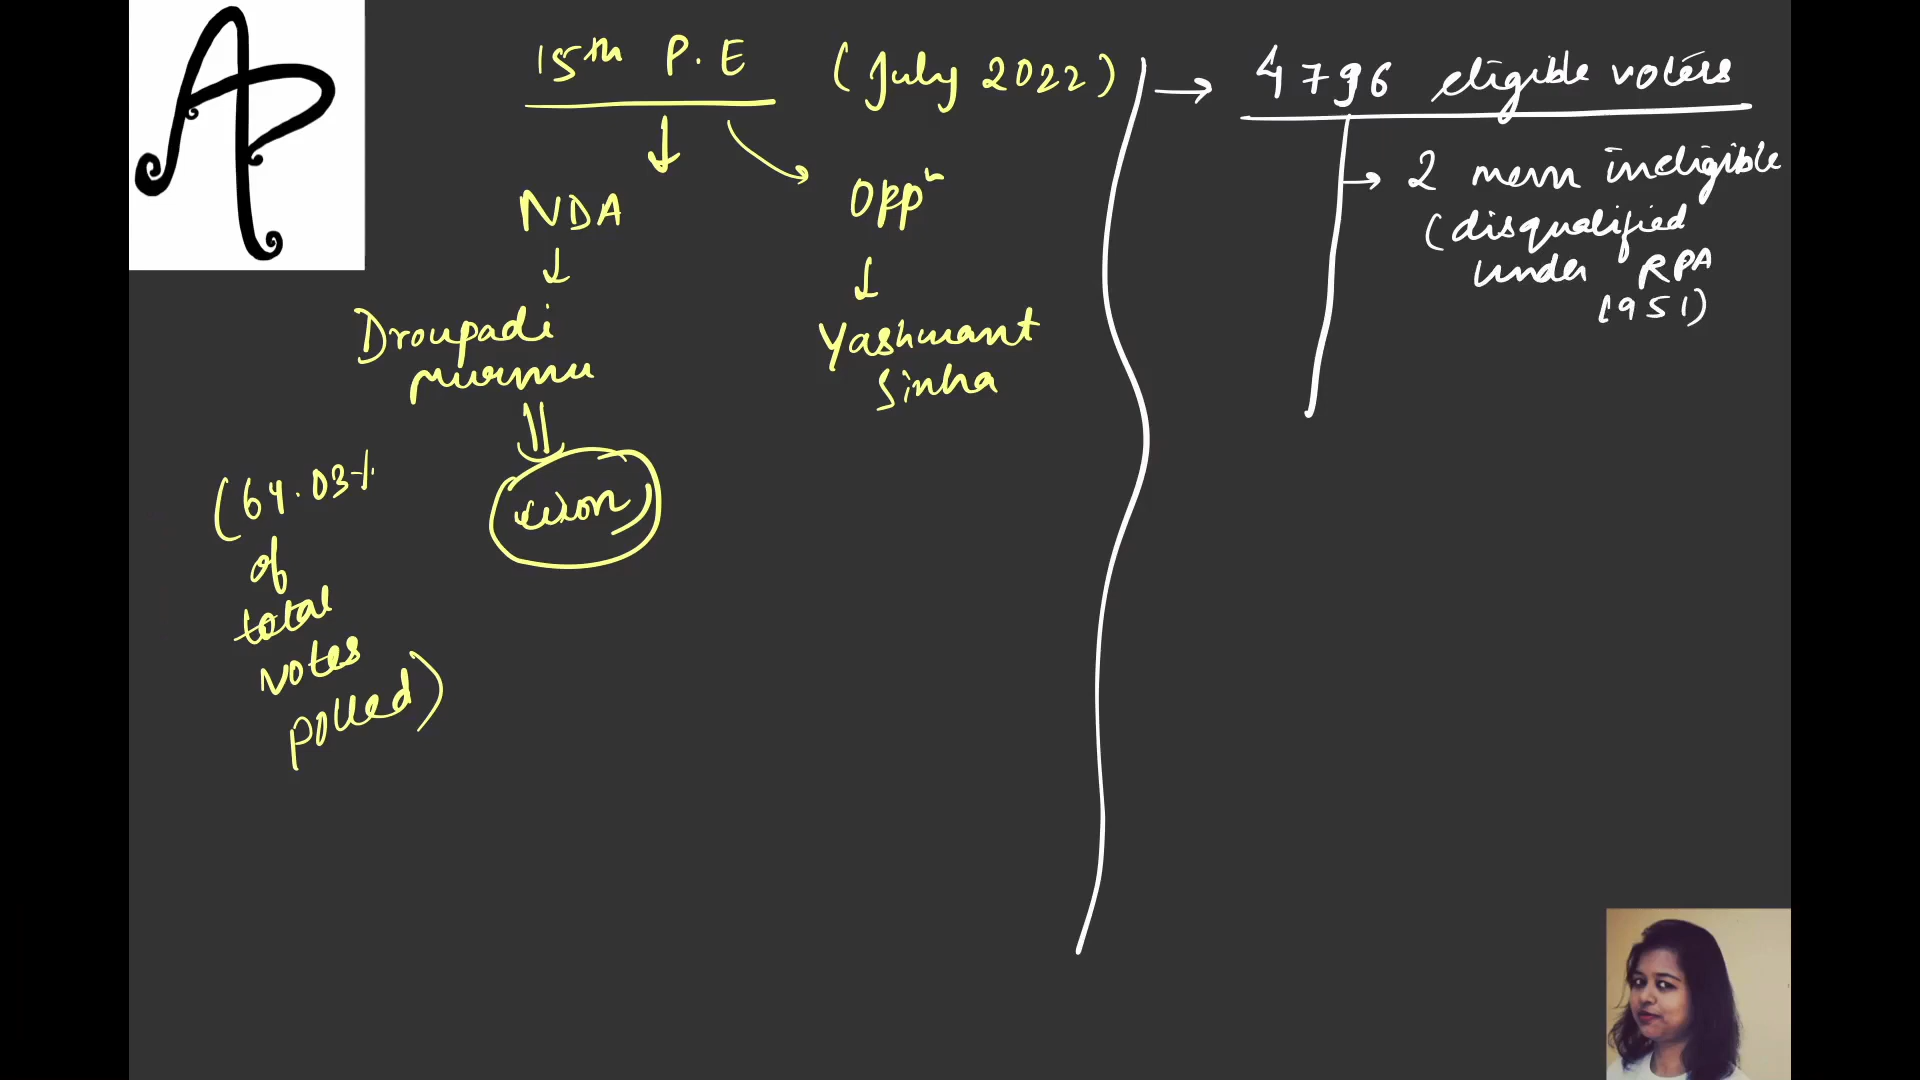 AP
15th P.E (July 2022)
NDA
Oppn
Droupadi
Murmu
Yashwant
Sinha
won
(64.03%
of
total
votes
polled)
→ 4796 eligible voters
→ 2 mem ineligible
(disqualified
under RPA
1951)